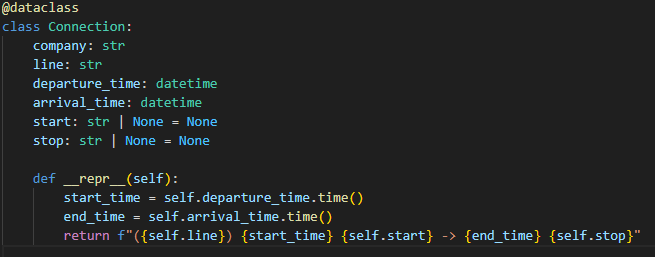 @dataclass
class Connection:
    company: str
    line: str
    departure_time: datetime
    arrival_time: datetime
    start: str | None = None
    stop: str | None = None

    def __repr__(self):
        start_time = self.departure_time.time()
        end_time = self.arrival_time.time()
        return f"({self.line}) {start_time} {self.start} -> {end_time} {self.stop}"